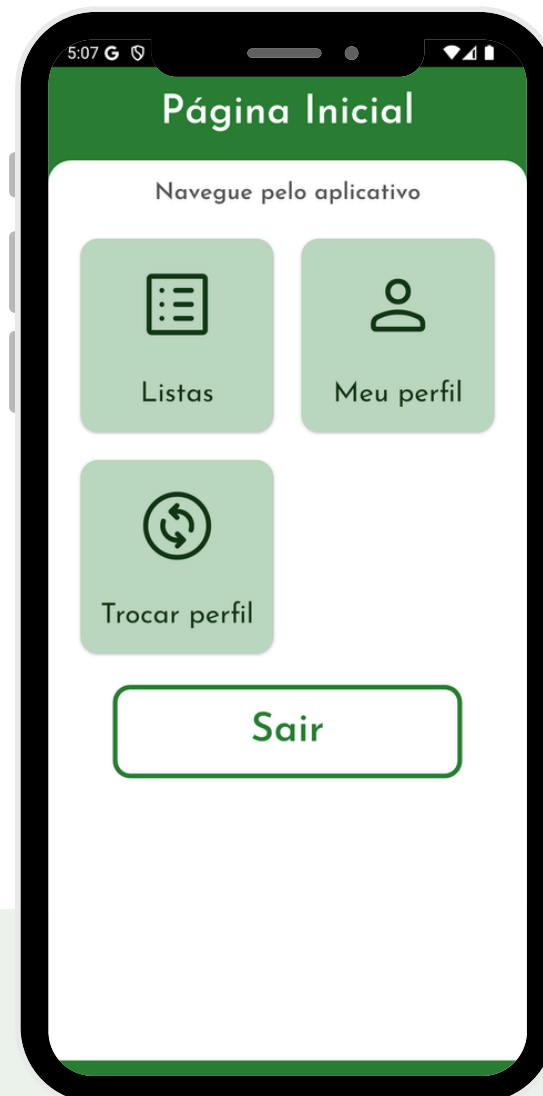 5:07 G
Página Inicial
Navegue pelo aplicativo
Listas
Meu perfil
Trocar perfil
Sair